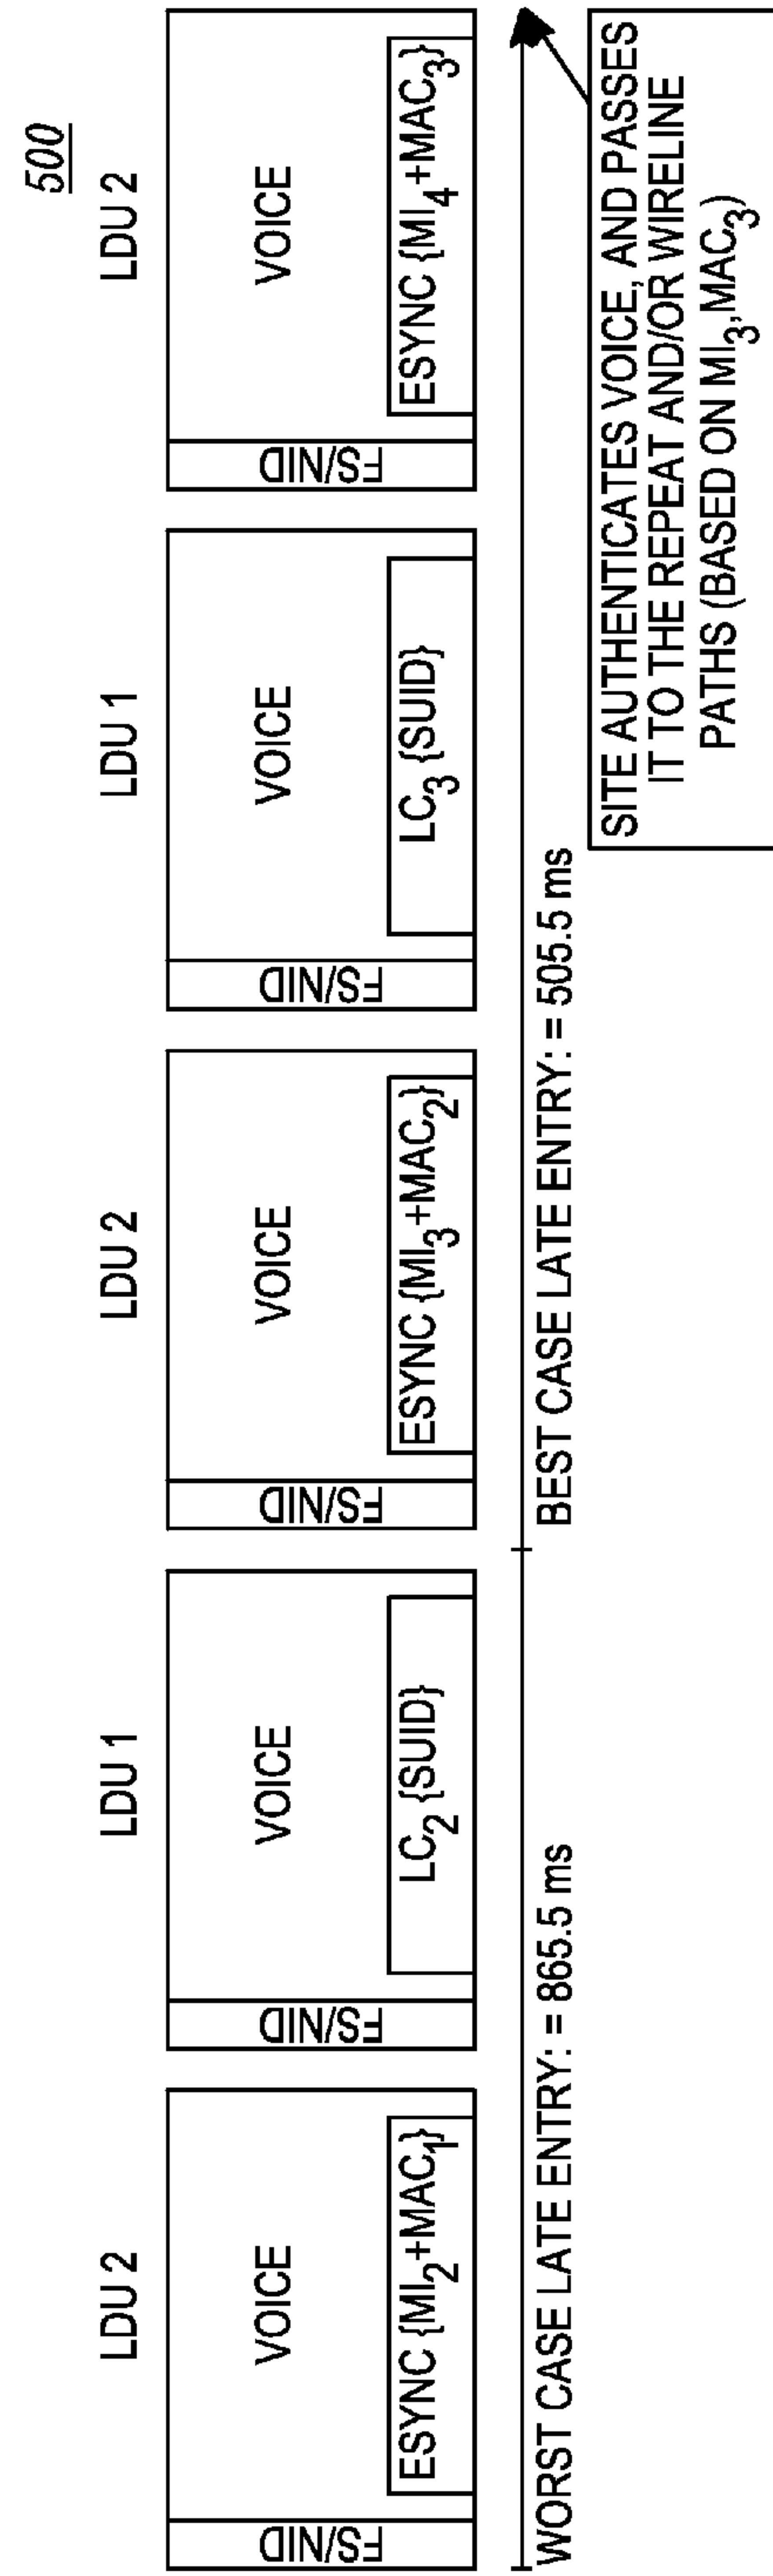 500
LDU 2
LDU 1
LDU 2
LDU 1
LDU 2
FS/NID
VOICE
ESYNC {MI2+MAC1}
FS/NID
VOICE
LC2 {SUID}
FS/NID
VOICE
ESYNC {MI3+MAC2}
FS/NID
VOICE
LC3 {SUID}
FS/NID
VOICE
ESYNC {MI4+MAC3}
WORST CASE LATE ENTRY: = 865.5 ms
BEST CASE LATE ENTRY: = 505.5 ms
SITE AUTHENTICATES VOICE, AND PASSES
IT TO THE REPEAT AND/OR WIRELINE
PATHS (BASED ON MI3,MAC3)